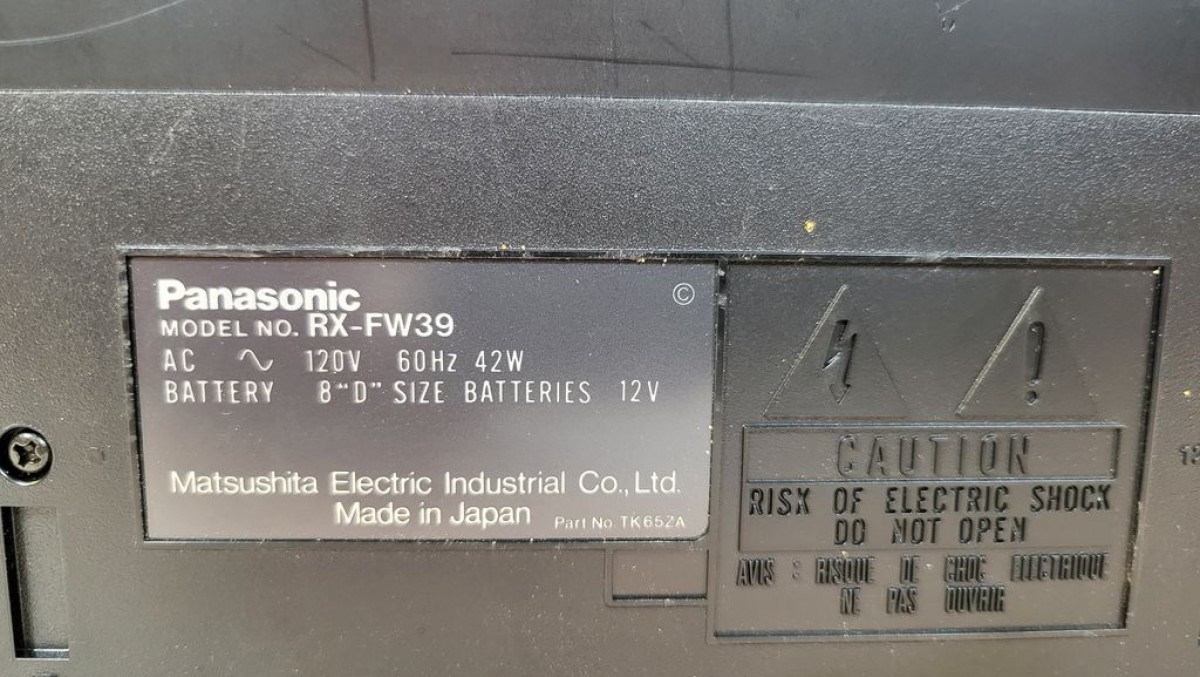 Panasonic
©
MODEL NO. RX-FW39
AC ∿ 120V 60Hz 42W
BATTERY 8"D" SIZE BATTERIES 12V
Matsushita Electric Industrial Co., Ltd.
Made in Japan Part No. TK65ZA
CAUTION
RISK OF ELECTRIC SHOCK
DO NOT OPEN
AVIS : RISQUE DE CHOC ELECTRIQUE
NE PAS OUVRIR